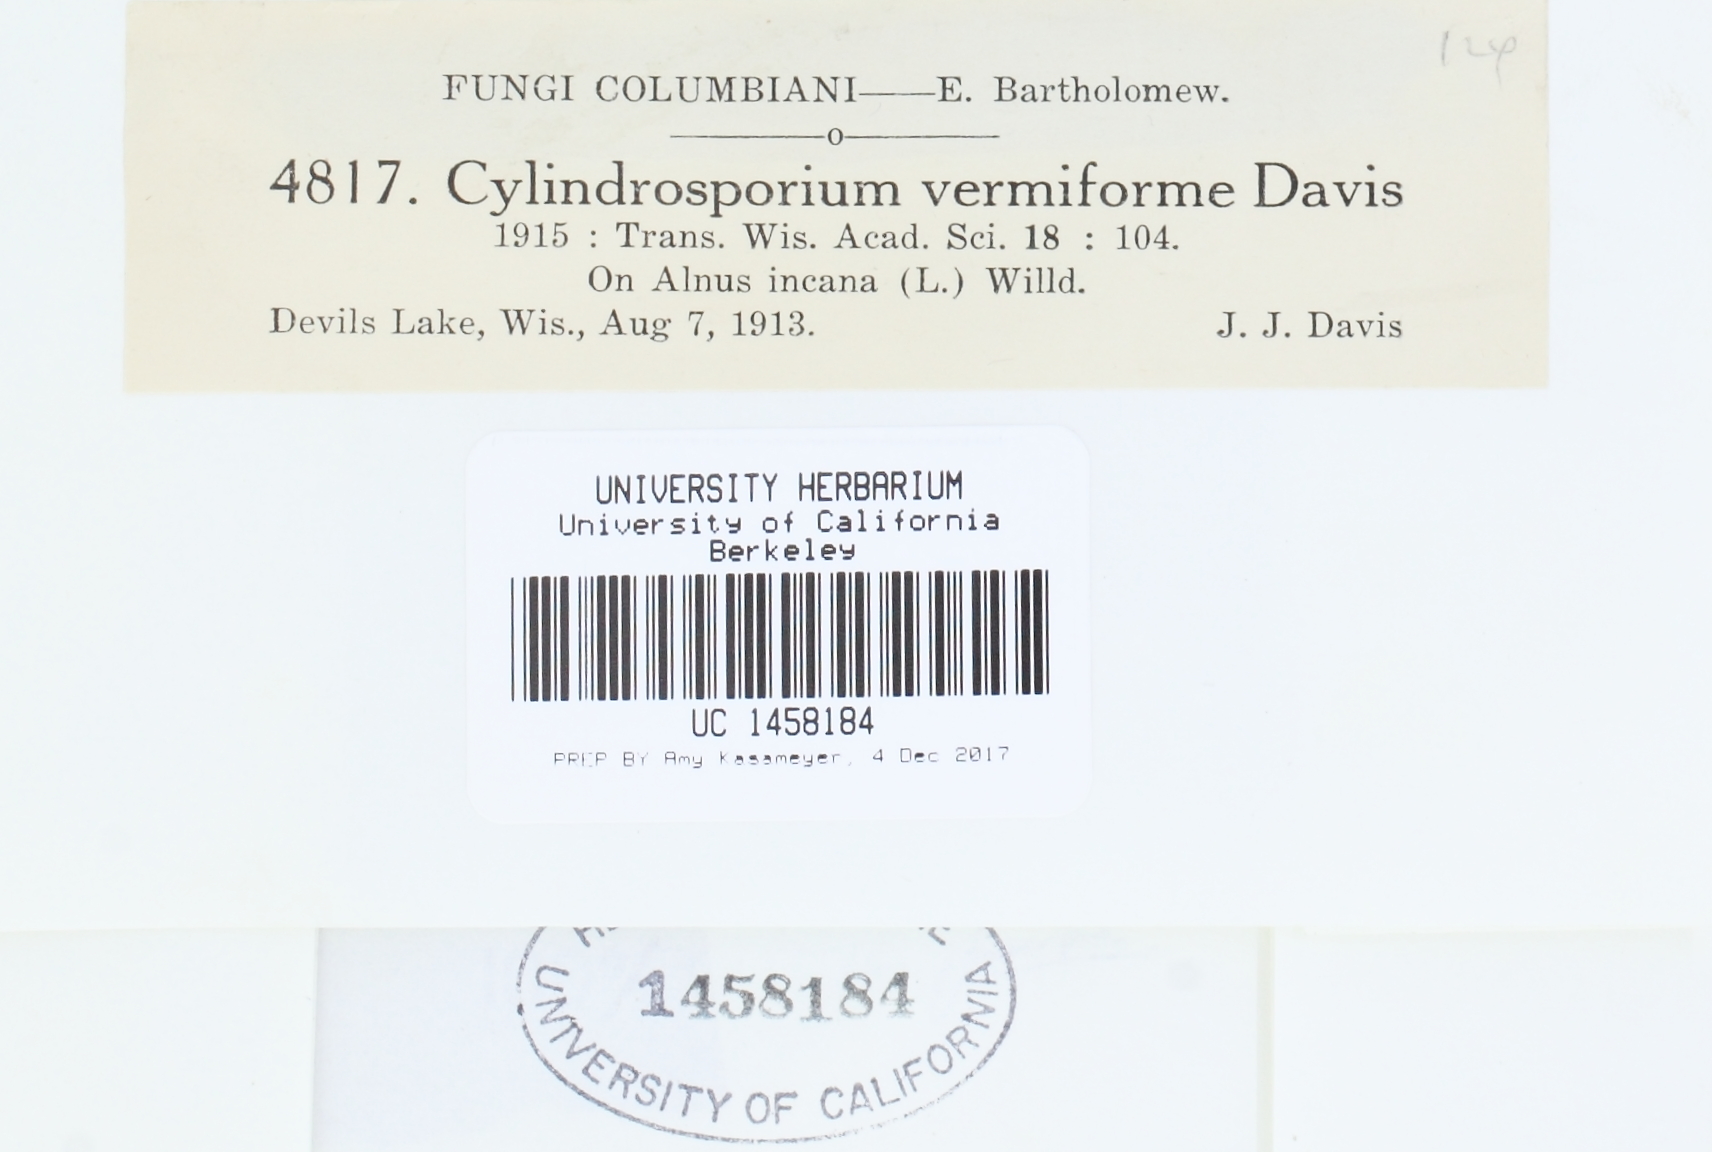 FUNGI COLUMBIANI——E. Bartholomew.
o
4817. Cylindrosporium vermiforme Davis
1915 : Trans. Wis. Acad. Sci. 18 : 104.
On Alnus incana (L.) Willd.
Devils Lake, Wis., Aug 7, 1913. J. J. Davis
UNIVERSITY HERBARIUM
University of California
Berkeley
UC 1458184
PREP BY Amy Kasameyer, 4 Dec 2017
1458184
UNIVERSITY OF CALIFORNIA